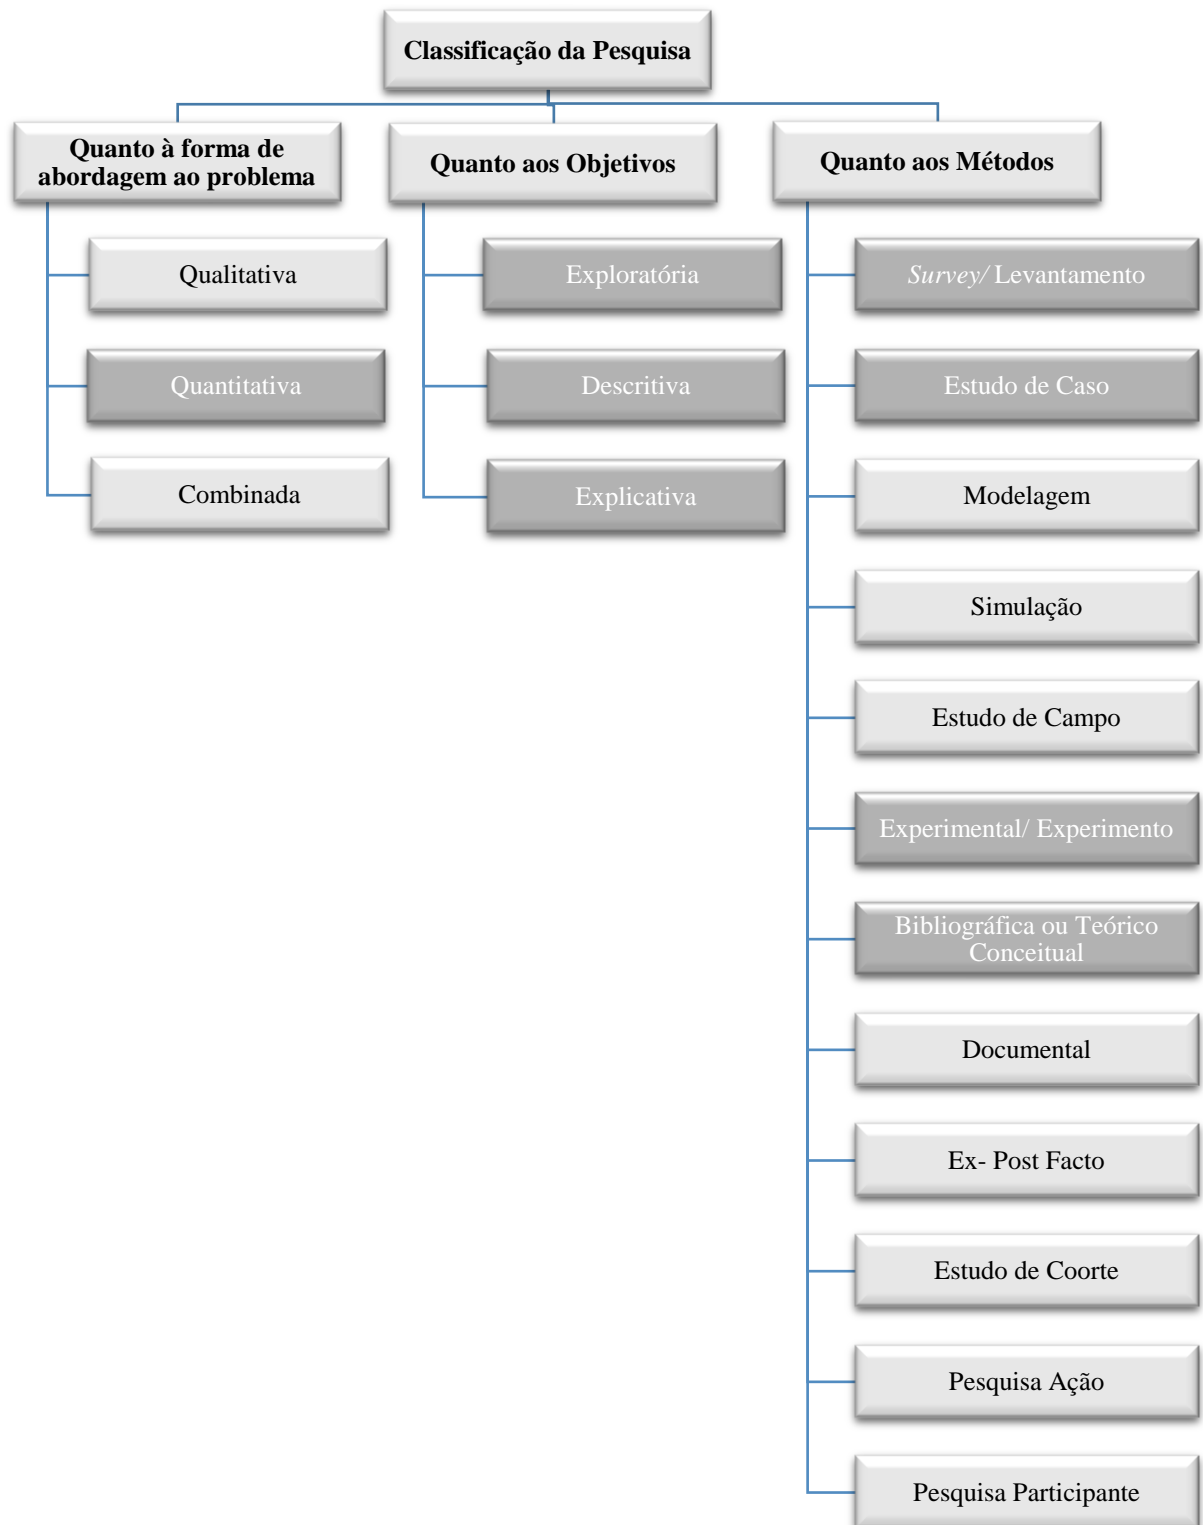 Classificação da Pesquisa
Quanto à forma de
abordagem ao problema
Qualitativa
Quantitativa
Combinada
Quanto aos Objetivos
Exploratória
Descritiva
Explicativa
Quanto aos Métodos
Survey/ Levantamento
Estudo de Caso
Modelagem
Simulação
Estudo de Campo
Experimental/ Experimento
Bibliográfica ou Teórico
Conceitual
Documental
Ex- Post Facto
Estudo de Coorte
Pesquisa Ação
Pesquisa Participante